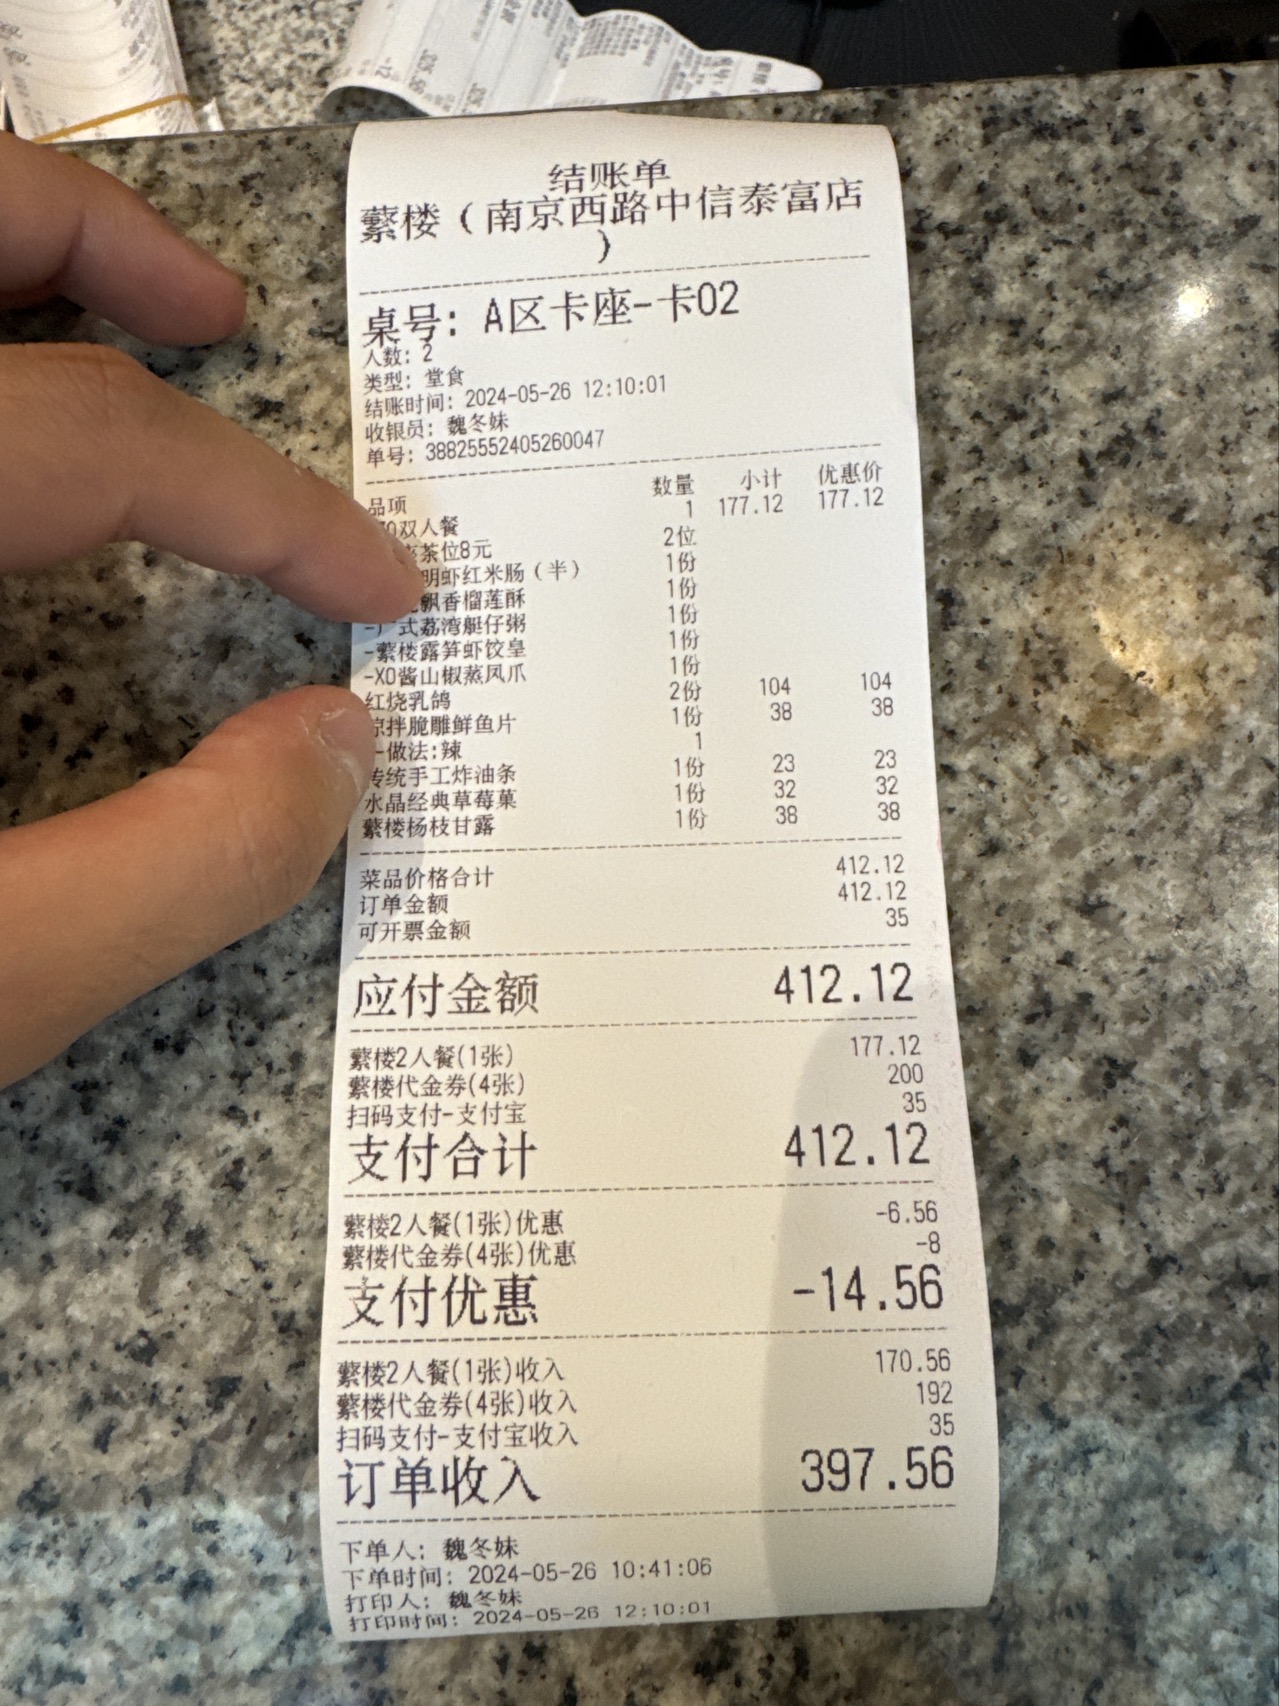 结账单
蘩楼（南京西路中信泰富店
）
桌号：A区卡座-卡02
人数：2
类型：堂食
结账时间：2024-05-26 12:10:01
收银员：魏冬妹
单号：38825552405260047
品项 数量 小计 优惠价
0双人餐 1 177.12 177.12
茶位8元 2位
明虾红米肠（半） 1份
飘香榴莲酥 1份
式荔湾艇仔粥 1份
-蘩楼露笋虾饺皇 1份
-XO酱山椒蒸凤爪 1份
红烧乳鸽 2份 104 104
凉拌脆雕鲜鱼片 1份 38 38
-做法:辣 1
传统手工炸油条 1份 23 23
水晶经典草莓菓 1份 32 32
蘩楼杨枝甘露 1份 38 38
菜品价格合计 412.12
订单金额 412.12
可开票金额 35
应付金额 412.12
蘩楼2人餐(1张) 177.12
蘩楼代金券(4张) 200
扫码支付-支付宝 35
支付合计 412.12
蘩楼2人餐(1张)优惠 -6.56
蘩楼代金券(4张)优惠 -8
支付优惠 -14.56
蘩楼2人餐(1张)收入 170.56
蘩楼代金券(4张)收入 192
扫码支付-支付宝收入 35
订单收入 397.56
下单人：魏冬妹
下单时间：2024-05-26 10:41:06
打印人：魏冬妹
打印时间：2024-05-26 12:10:01